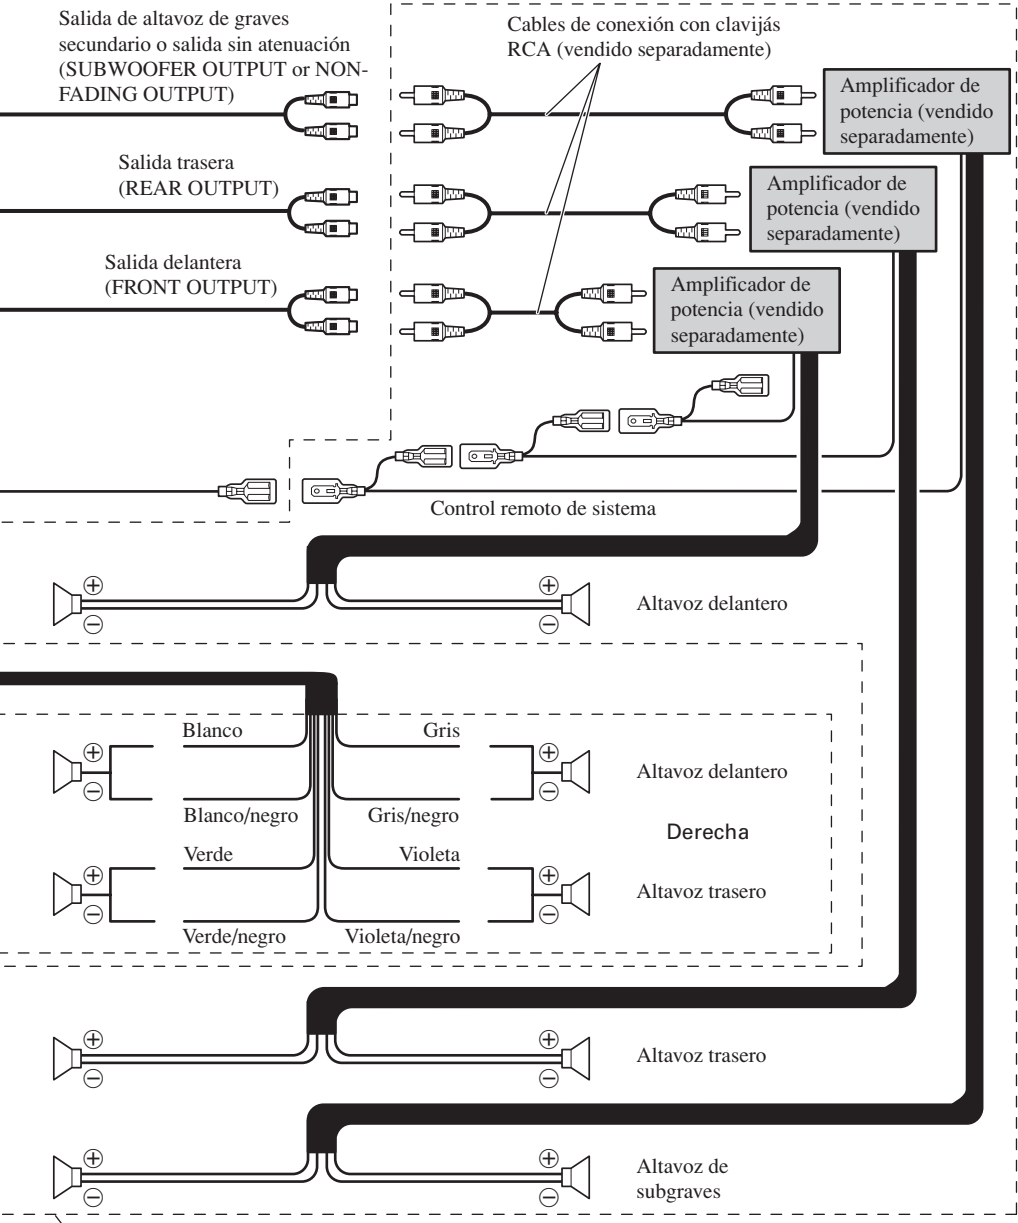 Salida de altavoz de graves
secundario o salida sin atenuación
(SUBWOOFER OUTPUT or NON-
FADING OUTPUT)
Cables de conexión con clavijás
RCA (vendido separadamente)
Amplificador de
potencia (vendido
separadamente)
Salida trasera
(REAR OUTPUT)
Amplificador de
potencia (vendido
separadamente)
Salida delantera
(FRONT OUTPUT)
Amplificador de
potencia (vendido
separadamente)
Control remoto de sistema
⊕ ⊕
Altavoz delantero
⊖ ⊖
Blanco Gris
⊕ ⊕
Altavoz delantero
⊖ ⊖
Blanco/negro Gris/negro
Derecha
Verde Violeta
⊕ ⊕
Altavoz trasero
⊖ ⊖
Verde/negro Violeta/negro
⊕ ⊕
Altavoz trasero
⊖ ⊖
⊕ ⊕
Altavoz de
subgraves
⊖ ⊖